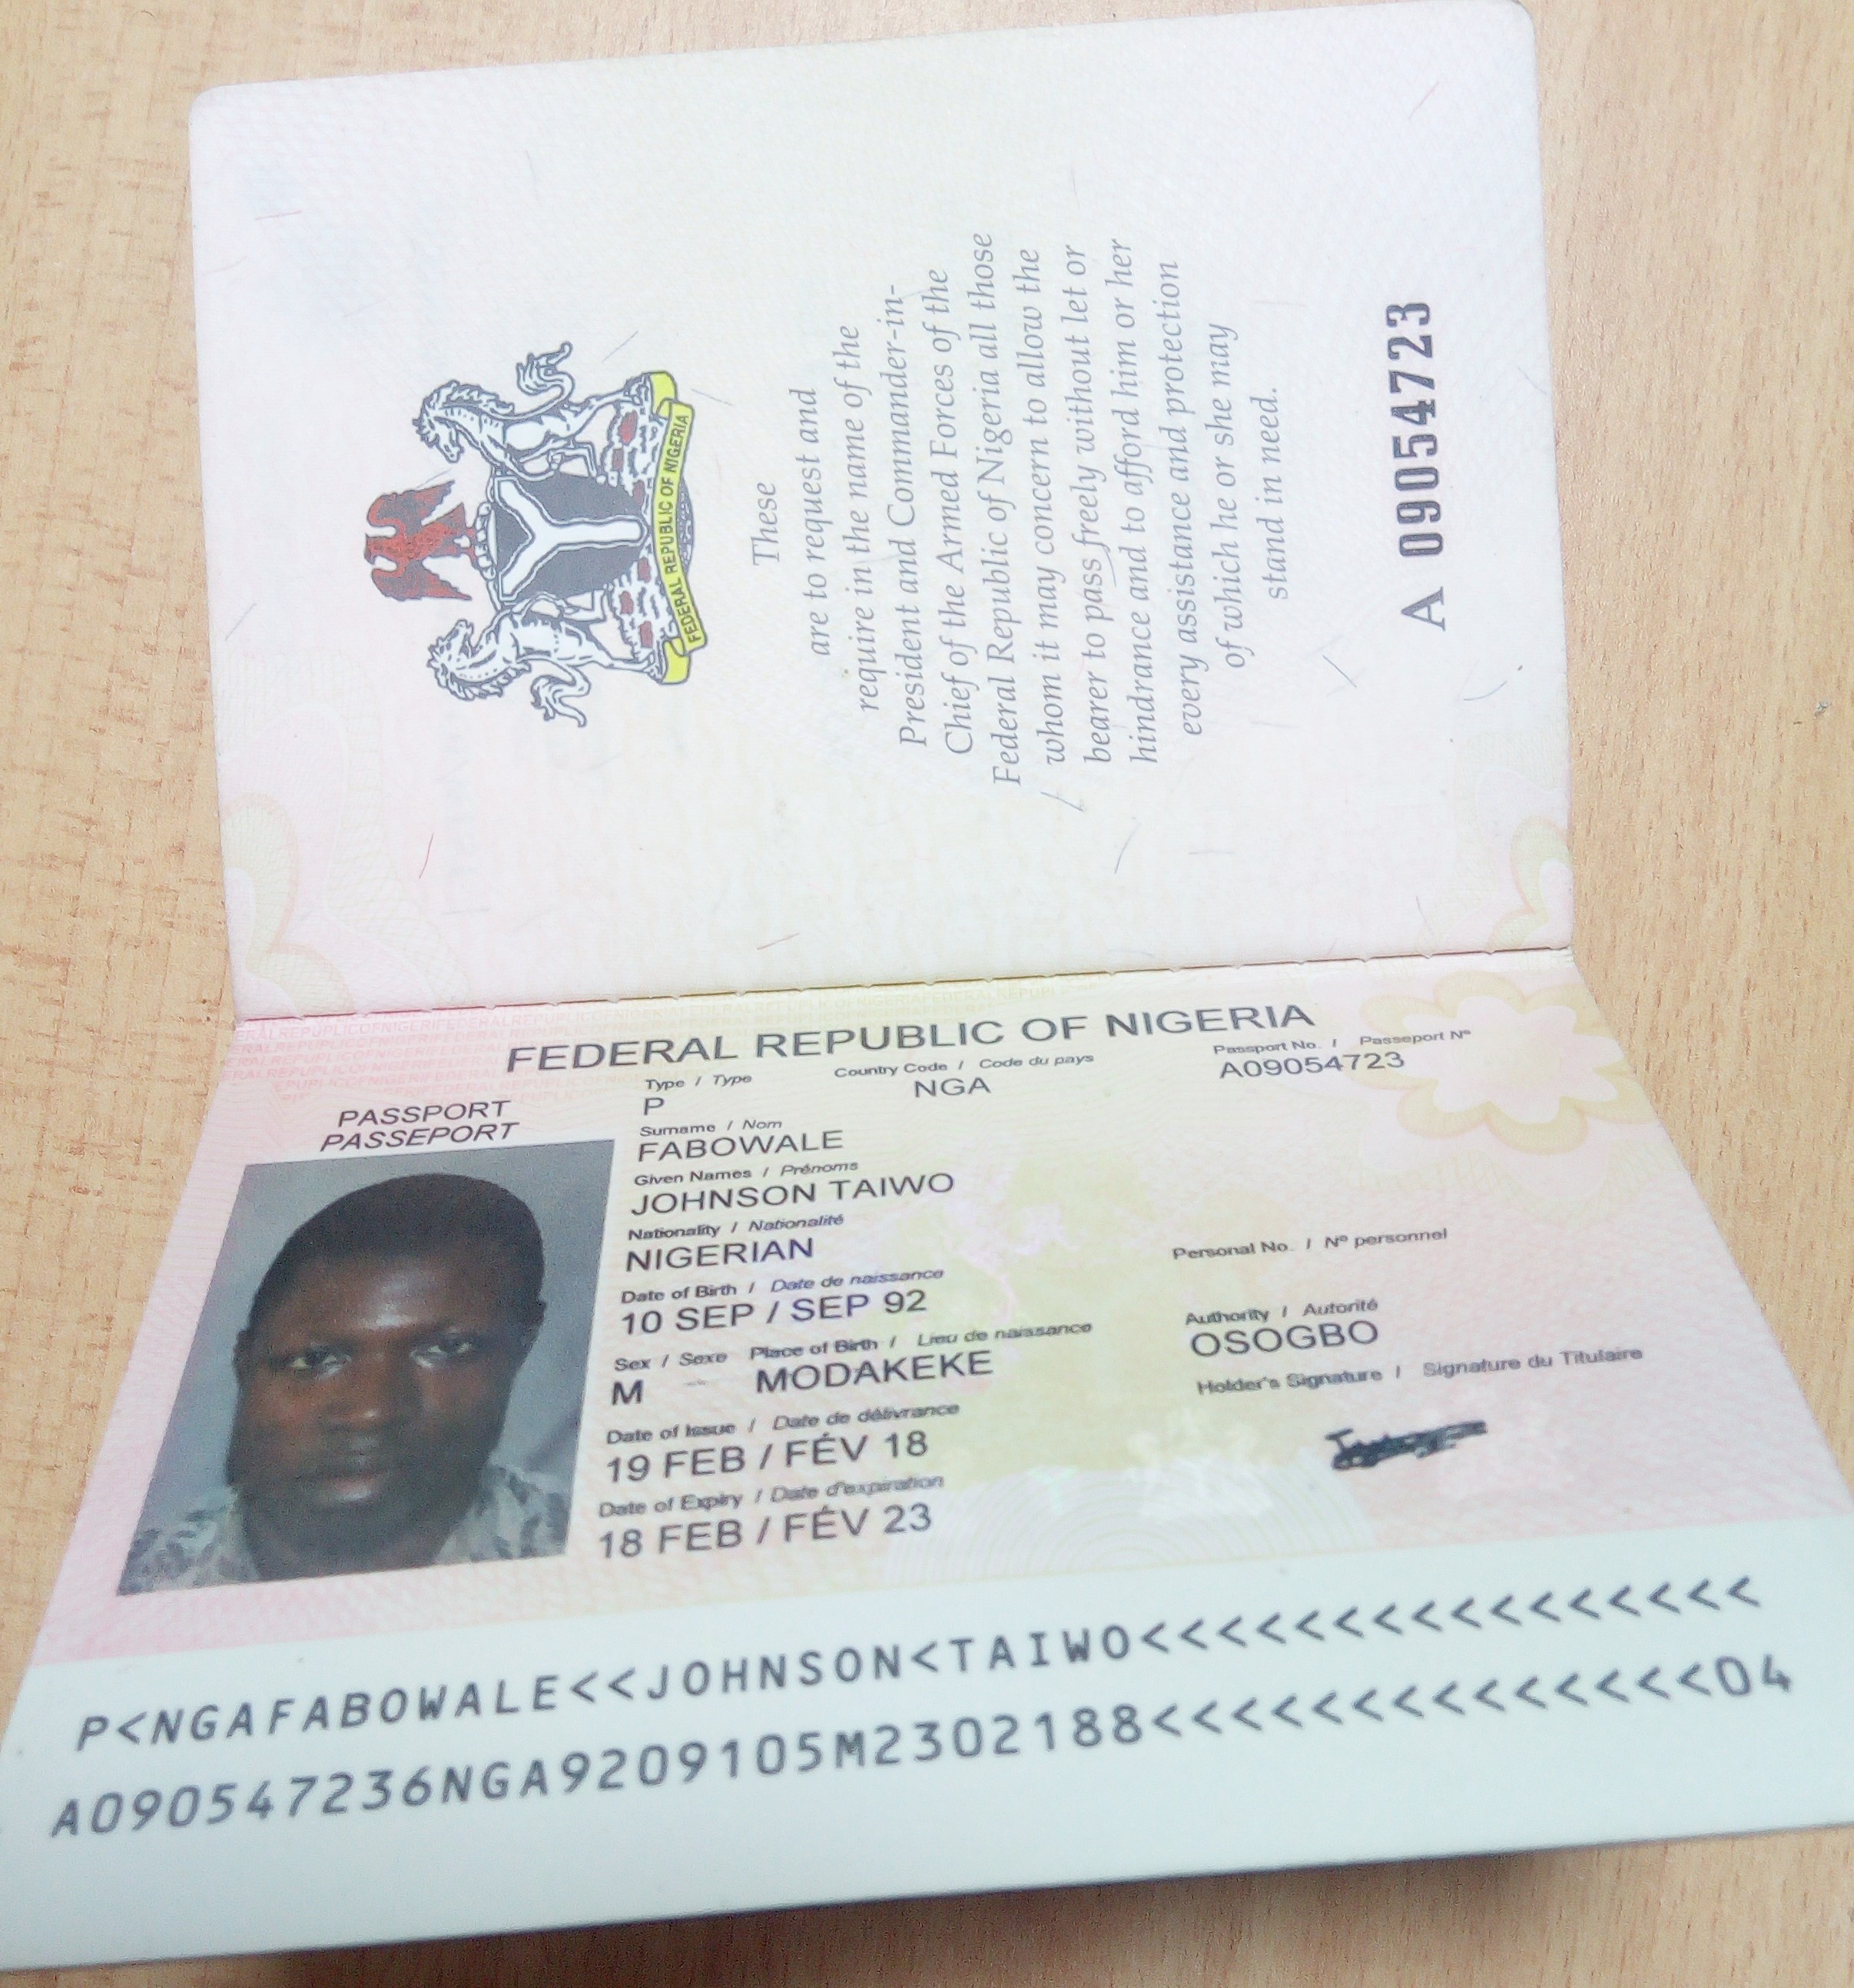 FEDERAL REPUBLIC OF NIGERIA
These
are to request and
require in the name of the
President and Commander-in-
Chief of the Armed Forces of the
Federal Republic of Nigeria all those
whom it may concern to allow the
bearer to pass freely without let or
hindrance and to afford him or her
every assistance and protection
of which he or she may
stand in need.
A 09054723
FEDERAL REPUBLIC OF NIGERIA
PASSPORT
PASSEPORT
Type / Type Country Code / Code du pays Passport No. / Passeport Nº
P NGA A09054723
Surname / Nom
FABOWALE
Given Names / Prénoms
JOHNSON TAIWO
Nationality / Nationalité
NIGERIAN
Personal No. / Nº personnel
Date of Birth / Date de naissance
10 SEP / SEP 92
Authority / Autorité
OSOGBO
Sex / Sexe Place of Birth / Lieu de naissance
M MODAKEKE
Holder's Signature / Signature du Titulaire
Date of Issue / Date de délivrance
19 FEB / FÉV 18
Date of Expiry / Date d'expiration
18 FEB / FÉV 23
P<NGAFABOWALE<<JOHNSON<TAIWO<<<<<<<<<<<<<<<<
A090547236NGA9209105M2302188<<<<<<<<<<<<<<04